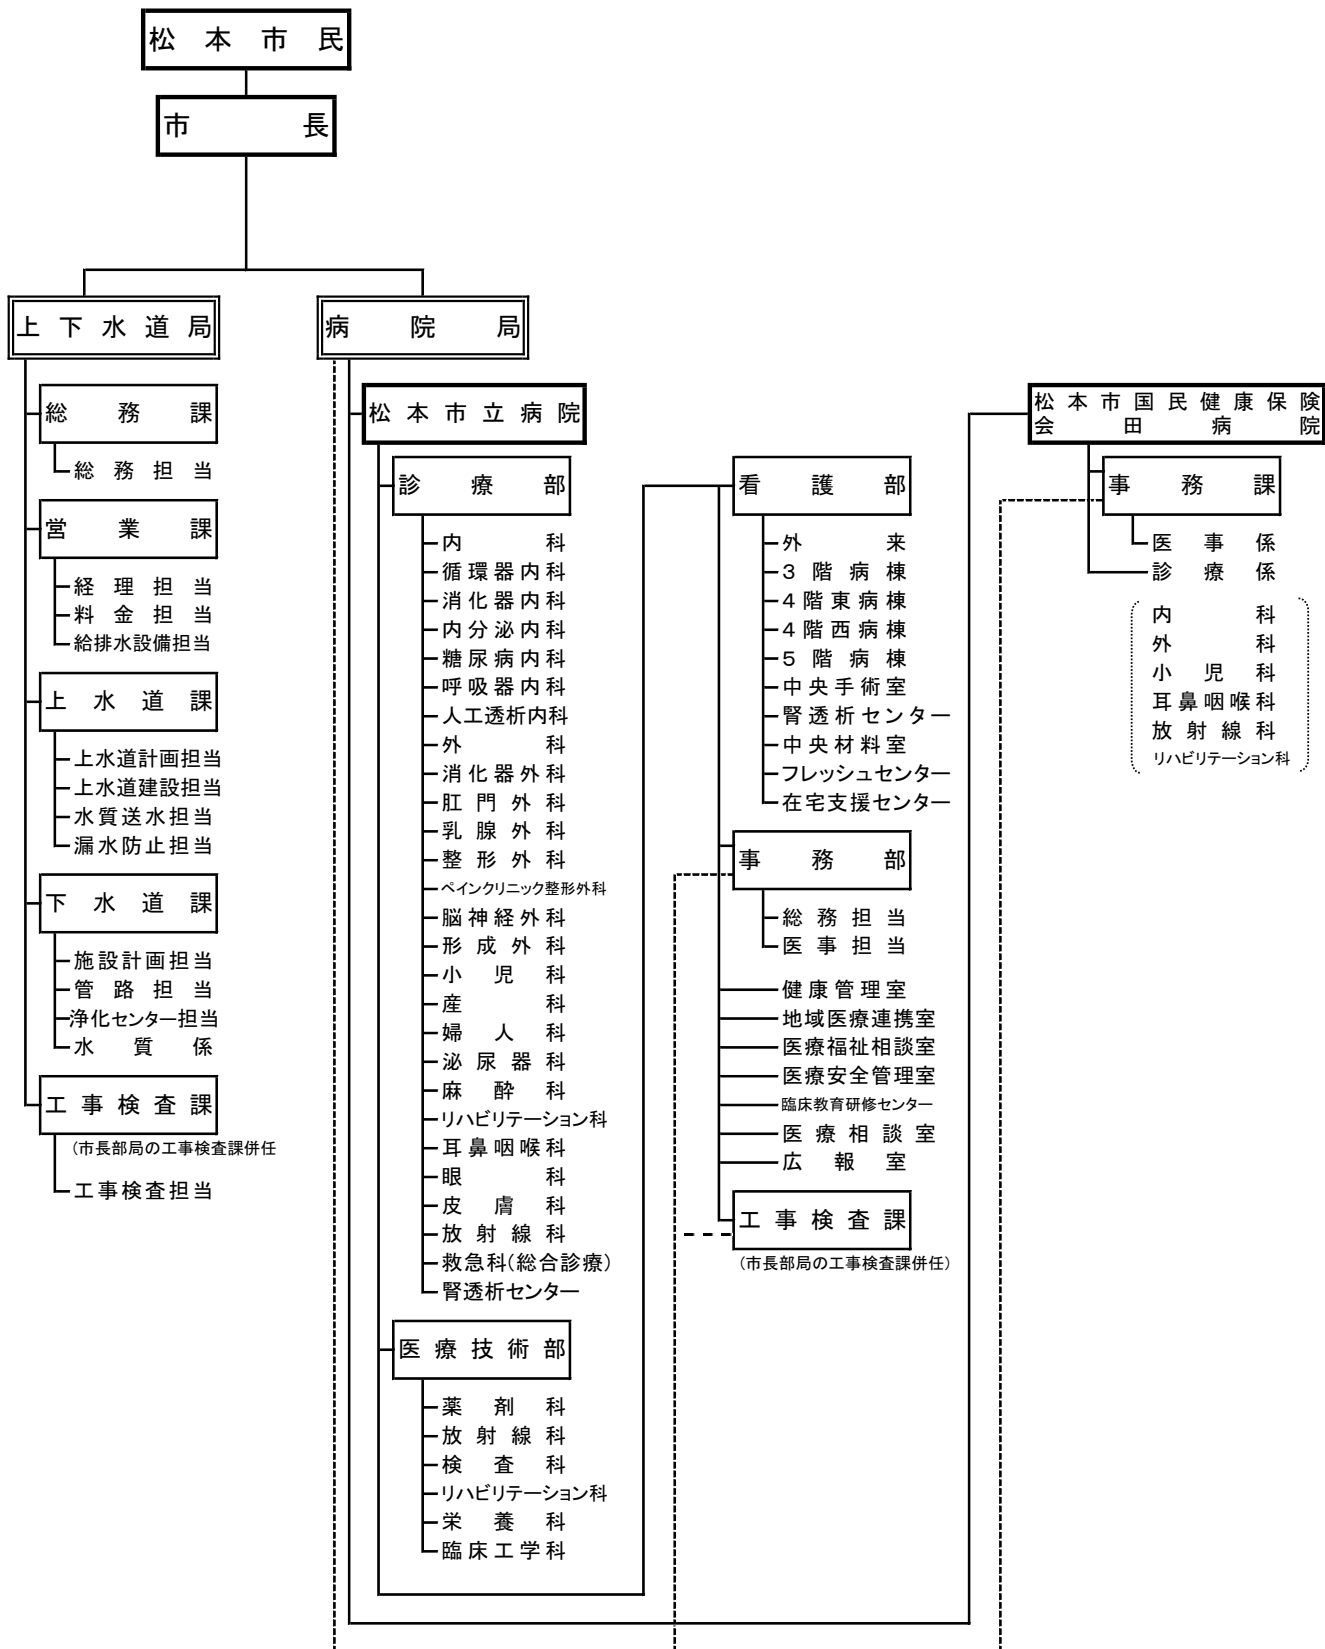 松本市民
市長
上下水道局
総務課
総務担当
営業課
経理担当
料金担当
給排水設備担当
上水道課
上水道計画担当
上水道建設担当
水質送水担当
漏水防止担当
下水道課
施設計画担当
管路担当
浄化センター担当
水質係
工事検査課
(市長部局の工事検査課併任
工事検査担当
病院局
松本市立病院
診療部
内科
循環器内科
消化器内科
内分泌内科
糖尿病内科
呼吸器内科
人工透析内科
外科
消化器外科
肛門外科
乳腺外科
整形外科
ペインクリニック整形外科
脳神経外科
形成外科
小児科
産科
婦人科
泌尿器科
麻酔科
リハビリテーション科
耳鼻咽喉科
眼科
皮膚科
放射線科
救急科(総合診療)
腎透析センター
医療技術部
薬剤科
放射線科
検査科
リハビリテーション科
栄養科
臨床工学科
看護部
外来
3階病棟
4階東病棟
4階西病棟
5階病棟
中央手術室
腎透析センター
中央材料室
フレッシュセンター
在宅支援センター
事務部
総務担当
医事担当
健康管理室
地域医療連携室
医療福祉相談室
医療安全管理室
臨床教育研修センター
医療相談室
広報室
工事検査課
(市長部局の工事検査課併任)
松本市国民健康保険
会田病院
事務課
医事係
診療係
内科
外科
小児科
耳鼻咽喉科
放射線科
リハビリテーション科